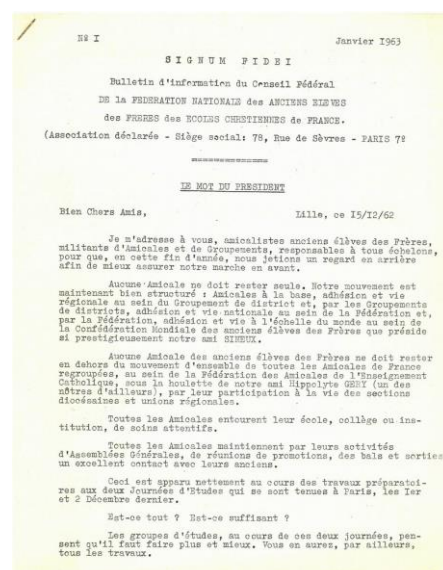 Nº I
Janvier I963
SIGNUM FIDEI
Bulletin d'information du Conseil Fédéral
DE la FEDERATION NATIONALE des ANCIENS ELEVES
des FRERES des ECOLES CHRETIENNES de FRANCE.
(Association déclarée - Siège social: 78, Rue de Sèvres - PARIS 7º
LE MOT DU PRESIDENT
Bien Chers Amis,
Lille, ce I5/I2/62
Je m'adresse à vous, amicalistes anciens élèves des Frères,
militants d'Amicales et de Groupements, responsables à tous échelons,
pour que, en cette fin d'année, nous jetions un regard en arrière
afin de mieux assurer notre marche en avant.
Aucune Amicale ne doit rester seule. Notre mouvement est
maintenant bien structuré : Amicales à la base, adhésion et vie
régionale au sein du Groupement de district et, par les Groupements
de districts, adhésion et vie nationale au sein de la Fédération et,
par la Fédération, adhésion et vie à l'échelle du monde au sein de
la Confédération Mondiale des anciens élèves des Frères que préside
si prestigieusement notre ami SINEUX.
Aucune Amicale des anciens élèves des Frères ne doit rester
en dehors du mouvement d'ensemble de toutes les Amicales de France
regroupées, au sein de la Fédération des Amicales de l'Enseignement
Catholique, sous la houlette de notre ami Hippolyte GERY (un des
nôtres d'ailleurs), par leur participation à la vie des sections
diocésaines et unions régionales.
Toutes les Amicales entourent leur école, collège ou ins-
titution, de soins attentifs.
Toutes les Amicales maintiennent par leurs activités
d'Assemblées Générales, de réunions de promotions, des bals et sorties
un excellent contact avec leurs anciens.
Ceci est apparu nettement au cours des travaux préparatoi-
res aux deux Journées d'Etudes qui se sont tenues à Paris, les Ier
et 2 Décembre dernier.
Est-ce tout ? Est-ce suffisant ?
Les groupes d'études, au cours de ces deux journées, pen-
sent qu'il faut faire plus et mieux. Vous en aurez, par ailleurs,
tous les travaux.